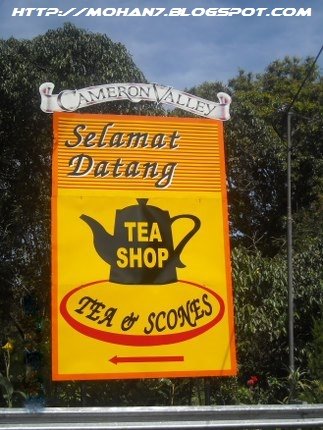 HTTP://MOHAN7.BLOGSPOT.COM
CAMERON VALLEY
Selamat
Datang
TEA
SHOP
TEA & SCONES